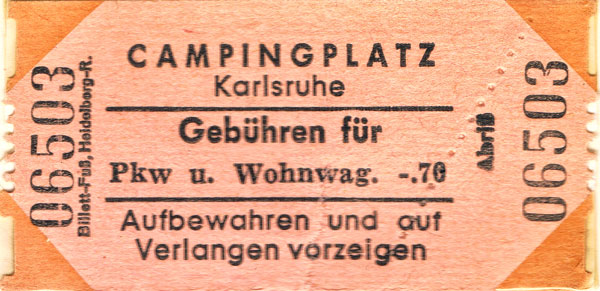 06503
Billett-Fuß, Heidelberg-R.
CAMPINGPLATZ
Karlsruhe
Gebühren für
Pkw u. Wohnwag. -.70
Aufbewahren und auf
Verlangen vorzeigen
Abriß
06503